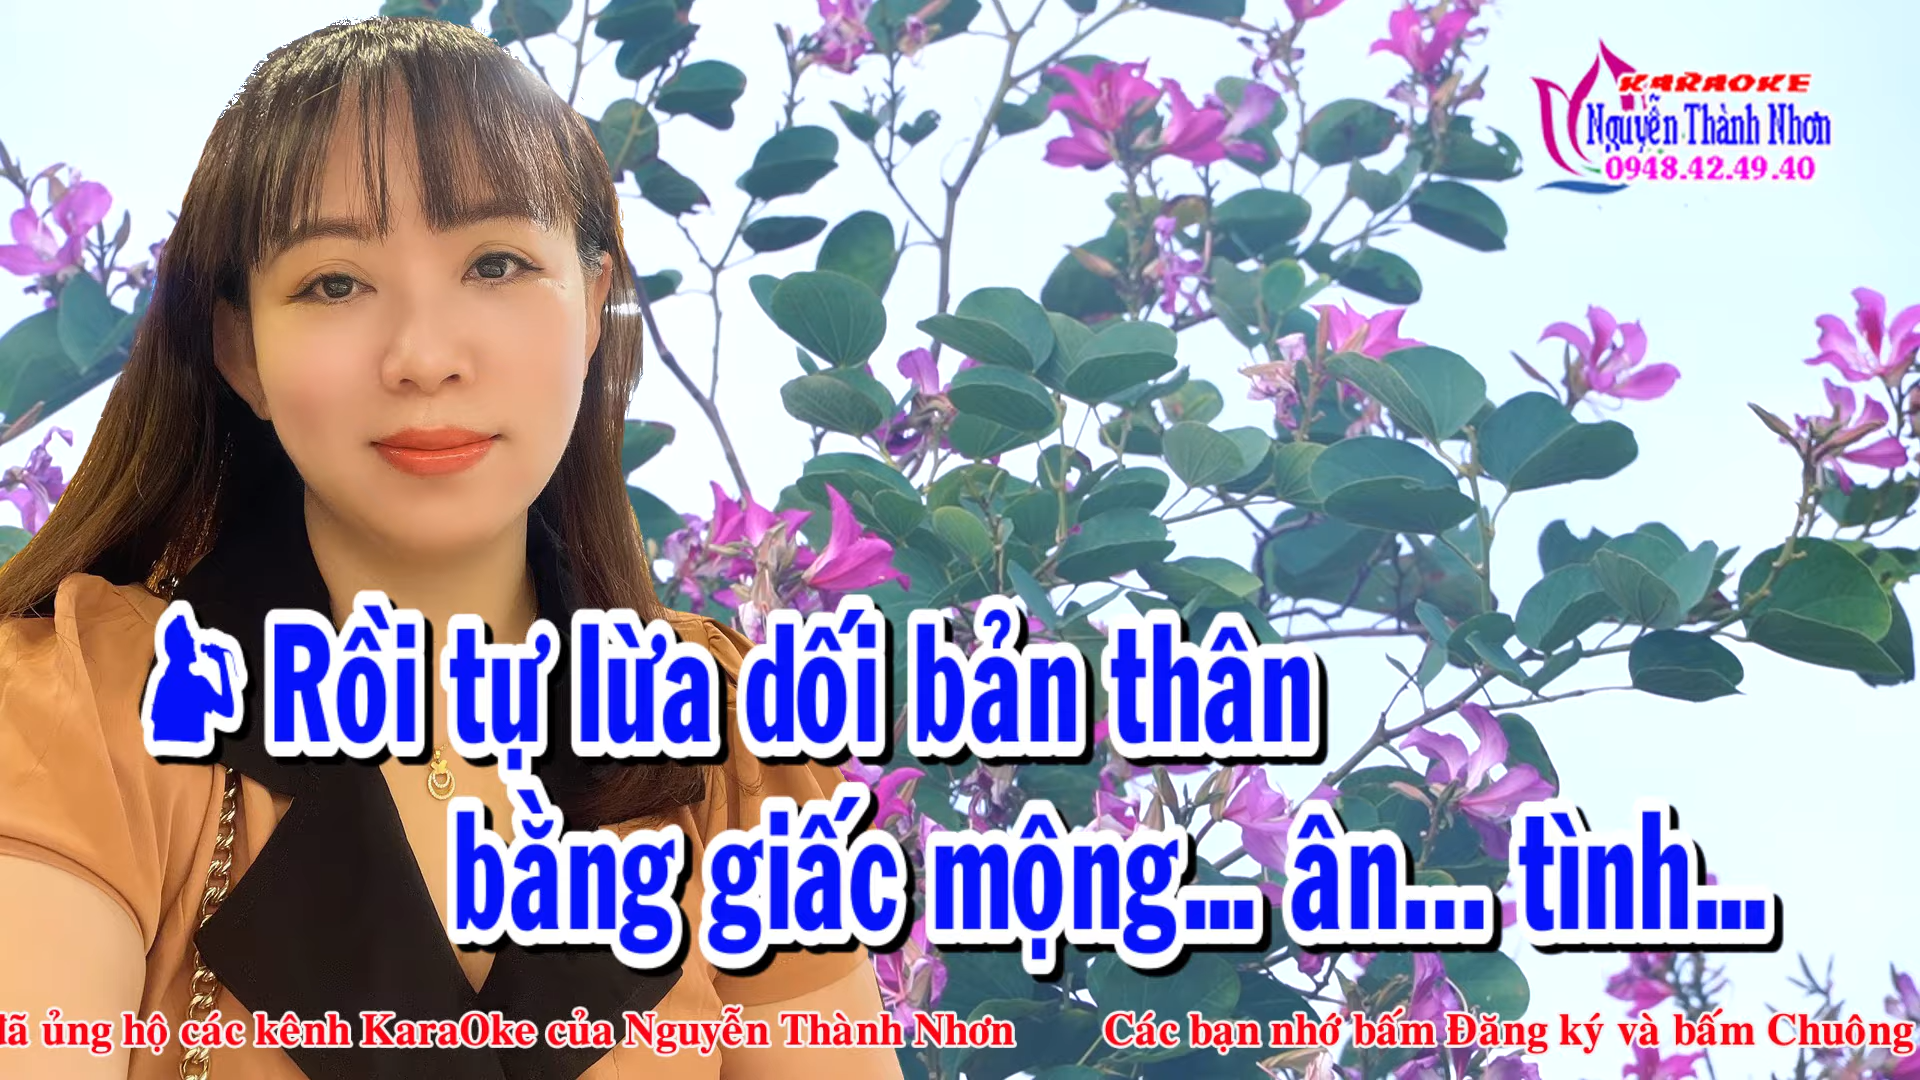 KARAOKE
Nguyễn Thành Nhơn
0948.42.49.40
Rồi tự lừa dối bản thân
bằng giấc mộng... ân... tình...
đã ủng hộ các kênh KaraOke của Nguyễn Thành Nhơn Các bạn nhớ bấm Đăng ký và bấm Chuông